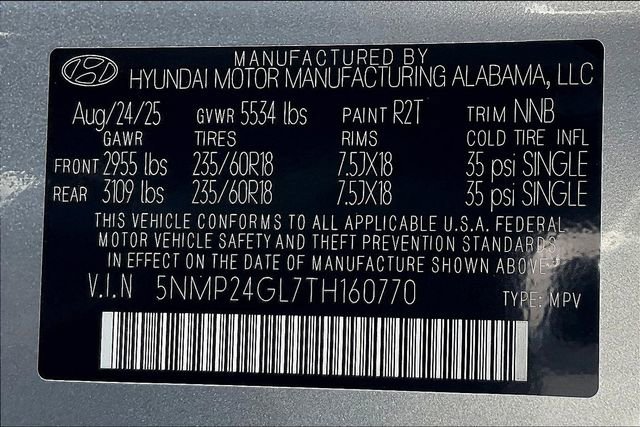 MANUFACTURED BY
HYUNDAI MOTOR MANUFACTURING ALABAMA, LLC
Aug/24/25 GVWR 5534 lbs PAINT R2T TRIM NNB
GAWR TIRES RIMS COLD TIRE INFL
FRONT 2955 lbs 235/60R18 7.5JX18 35 psi SINGLE
REAR 3109 lbs 235/60R18 7.5JX18 35 psi SINGLE
THIS VEHICLE CONFORMS TO ALL APPLICABLE U.S.A. FEDERAL
MOTOR VEHICLE SAFETY AND THEFT PREVENTION STANDARDS
IN EFFECT ON THE DATE OF MANUFACTURE SHOWN ABOVE
V.I.N 5NMP24GL7TH160770 TYPE: MPV